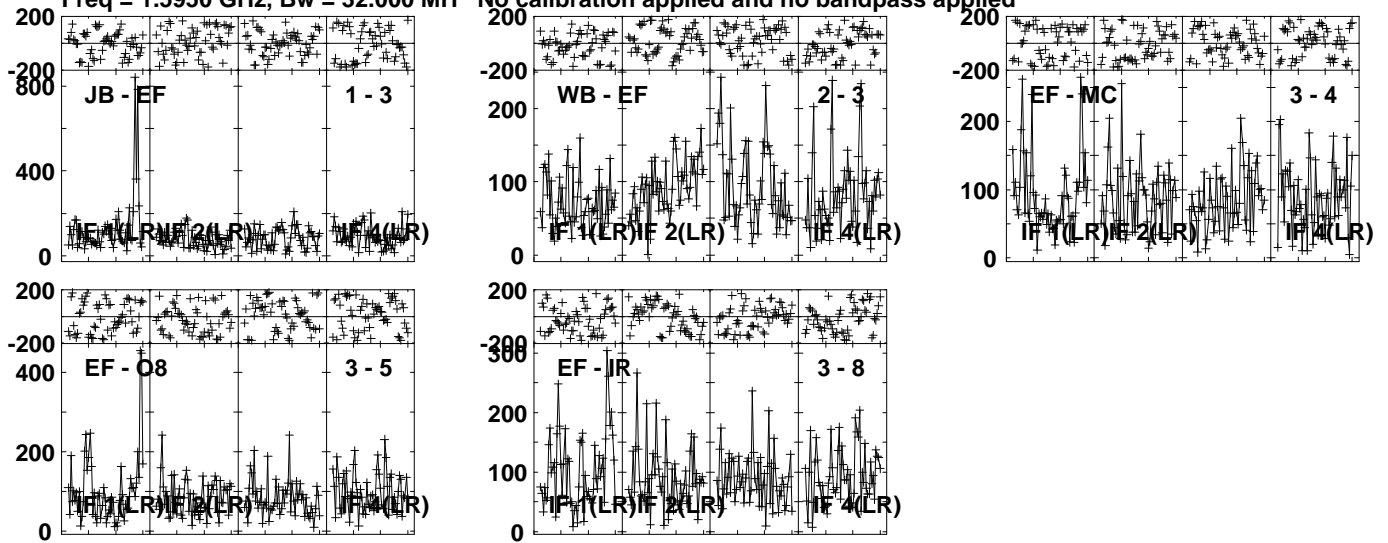 Freq = 1.5950 GHz, Bw = 32.000 MH No calibration applied and no bandpass applied
200
-200
800
400
0
JB - EF 1 - 3
IF 1(LR) IF 2(LR) IF 4(LR)
200
-200
200
100
0
WB - EF 2 - 3
IF 1(LR) IF 2(LR) IF 4(LR)
200
-200
200
100
0
EF - MC 3 - 4
IF 1(LR) IF 2(LR) IF 4(LR)
200
-200
400
200
0
EF - O8 3 - 5
IF 1(LR) IF 2(LR) IF 4(LR)
200
-200
300
200
100
0
EF - IR 3 - 8
IF 1(LR) IF 2(LR) IF 4(LR)